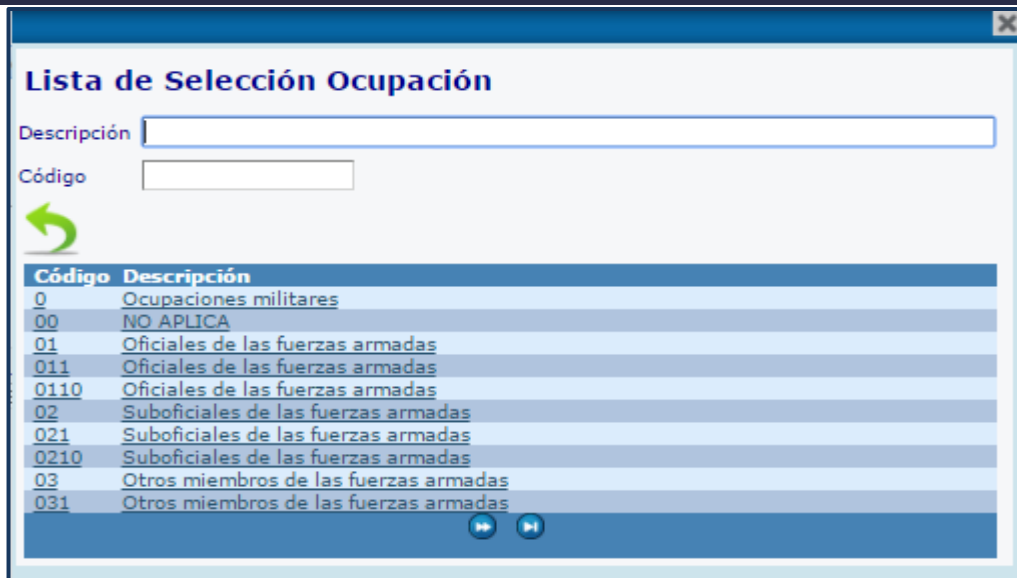 Lista de Selección Ocupación
Descripción
Código
Código Descripción
0 Ocupaciones militares
00 NO APLICA
01 Oficiales de las fuerzas armadas
011 Oficiales de las fuerzas armadas
0110 Oficiales de las fuerzas armadas
02 Suboficiales de las fuerzas armadas
021 Suboficiales de las fuerzas armadas
0210 Suboficiales de las fuerzas armadas
03 Otros miembros de las fuerzas armadas
031 Otros miembros de las fuerzas armadas